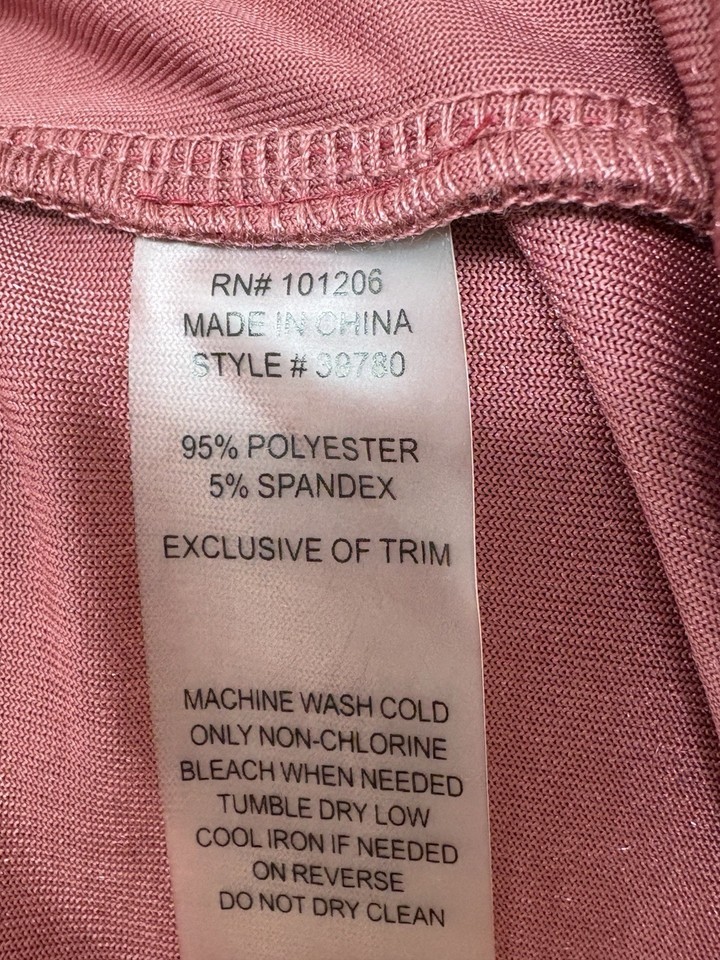 RN# 101206
MADE IN CHINA
STYLE # 39780
95% POLYESTER
5% SPANDEX
EXCLUSIVE OF TRIM
MACHINE WASH COLD
ONLY NON-CHLORINE
BLEACH WHEN NEEDED
TUMBLE DRY LOW
COOL IRON IF NEEDED
ON REVERSE
DO NOT DRY CLEAN